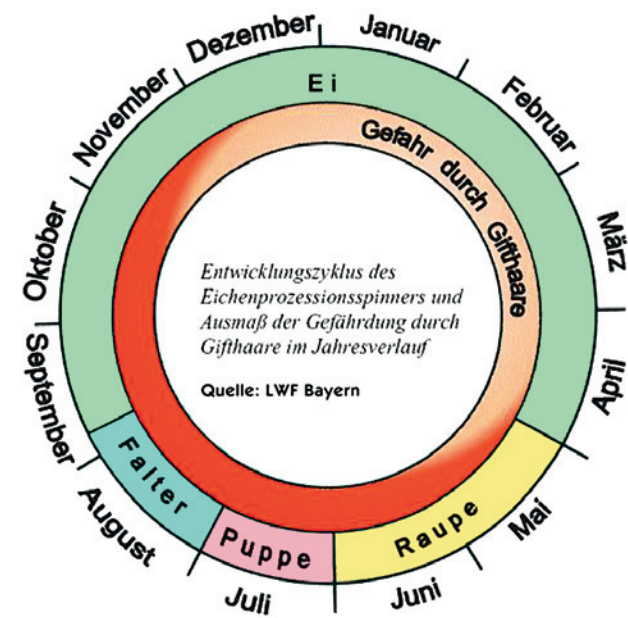 Dezember
Januar
Februar
März
April
Mai
Juni
Juli
August
September
Oktober
November
Ei
Gefahr durch Gifthaare
Entwicklungszyklus des
Eichenprozessionsspinners und
Ausmaß der Gefährdung durch
Gifthaare im Jahresverlauf
Quelle: LWF Bayern
Falter
Puppe
Raupe